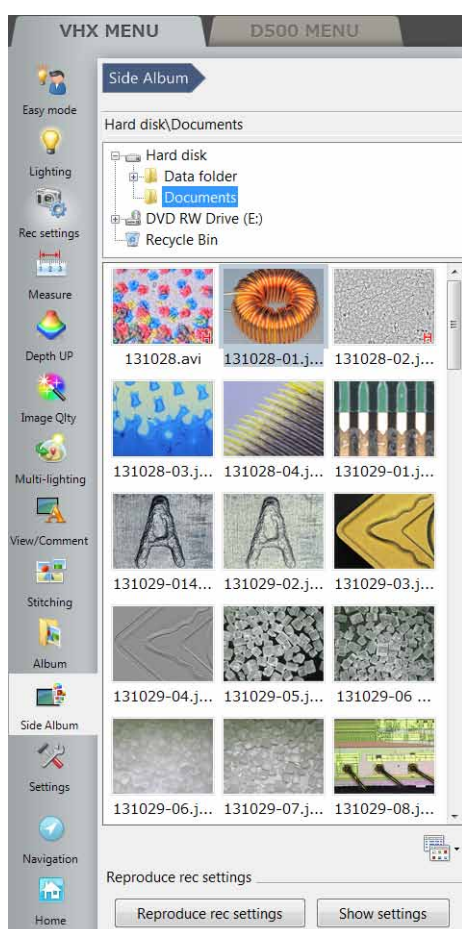 VHX MENU
D500 MENU
Side Album
Easy mode
Hard disk\Documents
Hard disk
Data folder
Documents
DVD RW Drive (E:)
Recycle Bin
Lighting
Rec settings
Measure
Depth UP
Image Qlty
Multi-lighting
View/Comment
Stitching
Album
Side Album
Settings
Navigation
Home
H
H
131028.avi 131028-01.j... 131028-02.j...
131028-03.j... 131028-04.j... 131029-01.j...
A
A
131029-014... 131029-02.j... 131029-03.j...
131029-04.j... 131029-05.j... 131029-06 ...
131029-06.j... 131029-07.j... 131029-08.j...
Reproduce rec settings
Reproduce rec settings
Show settings